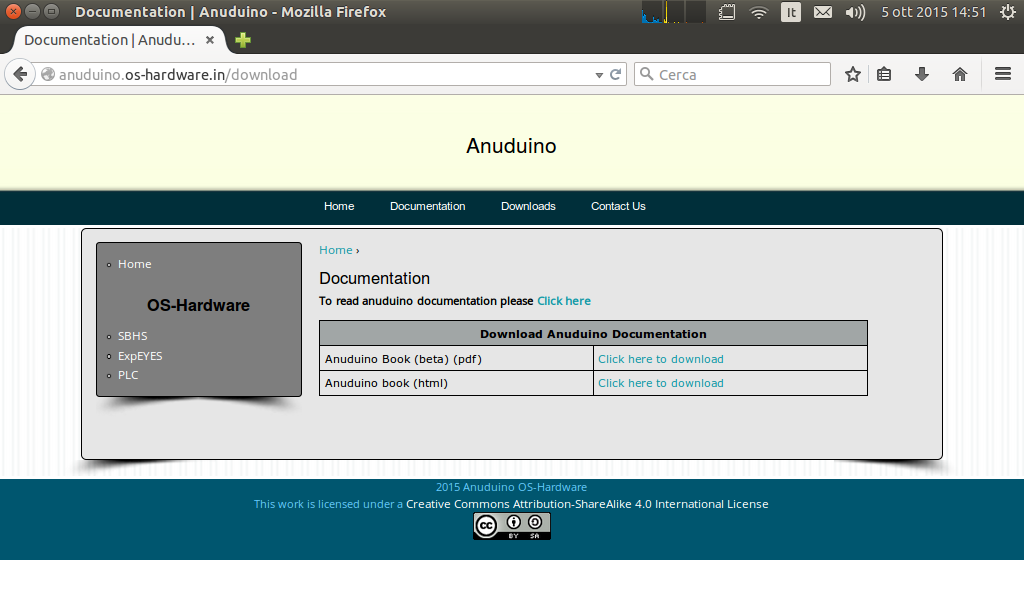 Documentation | Anuduino - Mozilla Firefox
It
5 ott 2015 14:51
Documentation | Anudu... ×
anuduino.os-hardware.in/download
Cerca
Anuduino
Home Documentation Downloads Contact Us
Home
OS-Hardware
SBHS
ExpEYES
PLC
Home ›
Documentation
To read anuduino documentation please Click here
Download Anuduino Documentation
Anuduino Book (beta) (pdf) Click here to download
Anuduino book (html) Click here to download
2015 Anuduino OS-Hardware
This work is licensed under a Creative Commons Attribution-ShareAlike 4.0 International License
cc BY SA